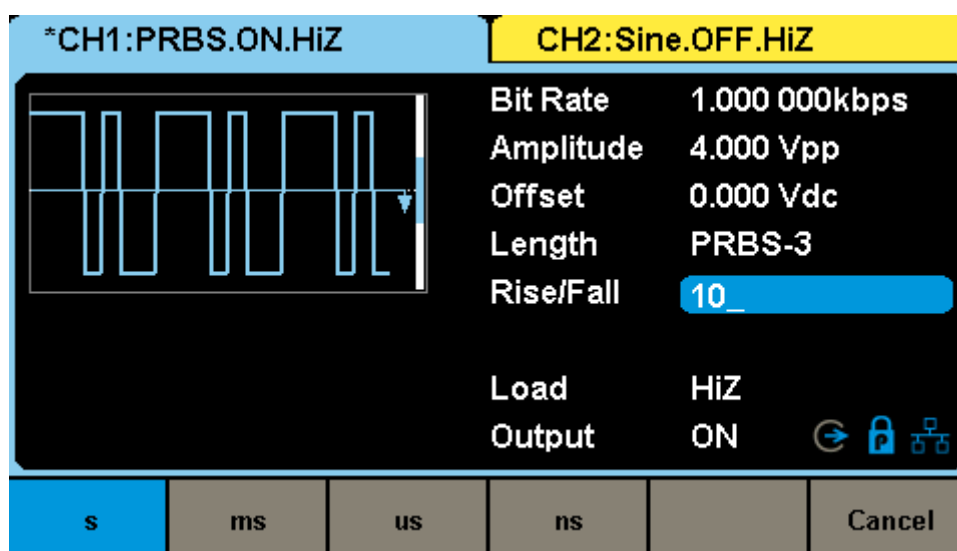 *CH1:PRBS.ON.HiZ CH2:Sine.OFF.HiZ
Bit Rate 1.000 000kbps
Amplitude 4.000 Vpp
Offset 0.000 Vdc
Length PRBS-3
Rise/Fall 10_
Load HiZ
Output ON P
s ms us ns Cancel